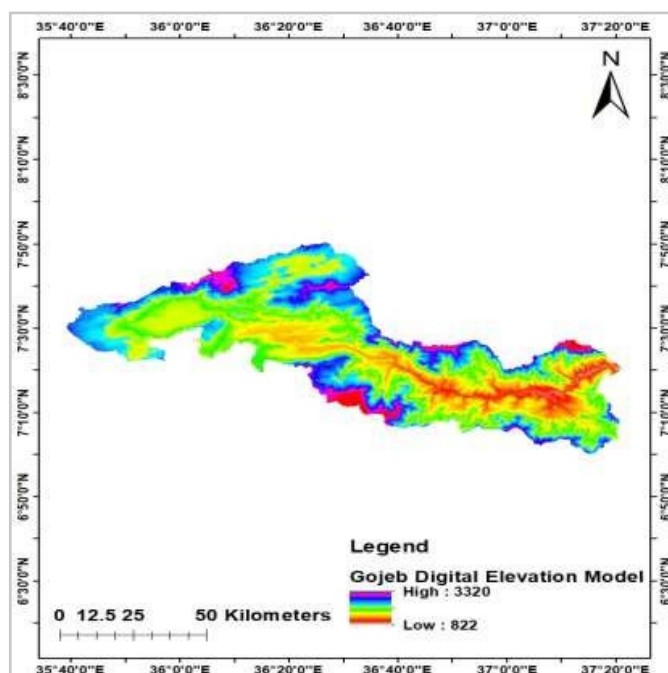 35°40'0"E 36°0'0"E 36°20'0"E 36°40'0"E 37°0'0"E 37°20'0"E
N
8°30'0"N 8°30'0"N
8°10'0"N 8°10'0"N
7°50'0"N 7°50'0"N
7°30'0"N 7°30'0"N
7°10'0"N 7°10'0"N
6°50'0"N 6°50'0"N
6°30'0"N 6°30'0"N
Legend
Gojeb Digital Elevation Model
High : 3320
Low : 822
0 12.5 25 50 Kilometers
35°40'0"E 36°0'0"E 36°20'0"E 36°40'0"E 37°0'0"E 37°20'0"E